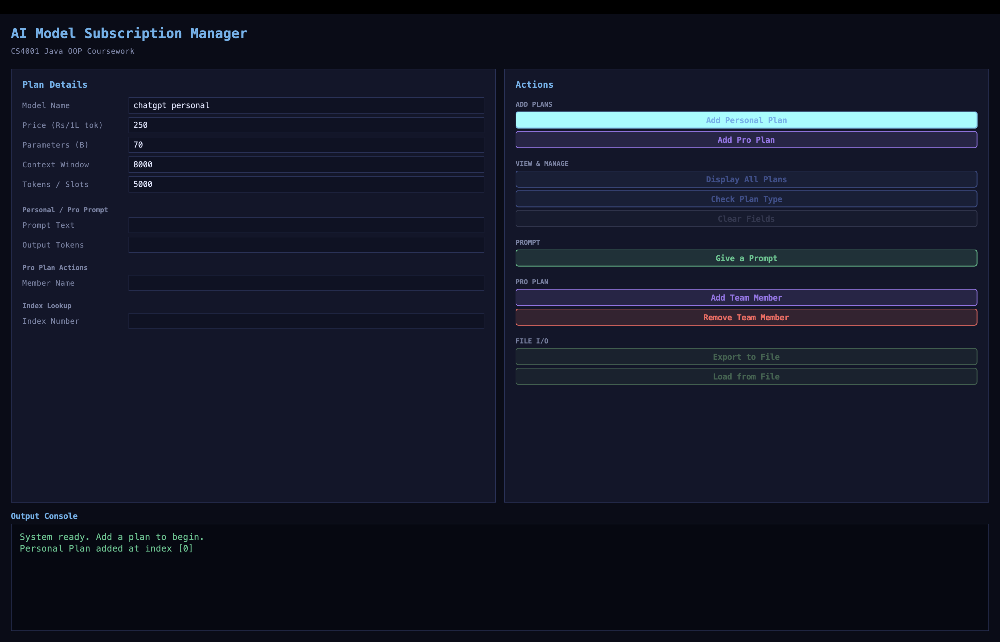 AI Model Subscription Manager
CS4001 Java OOP Coursework
Plan Details
Model Name
chatgpt personal
Price (Rs/1L tok)
250
Parameters (B)
70
Context Window
8000
Tokens / Slots
5000
Personal / Pro Prompt
Prompt Text
Output Tokens
Pro Plan Actions
Member Name
Index Lookup
Index Number
Actions
ADD PLANS
Add Personal Plan
Add Pro Plan
VIEW & MANAGE
Display All Plans
Check Plan Type
Clear Fields
PROMPT
Give a Prompt
PRO PLAN
Add Team Member
Remove Team Member
FILE I/O
Export to File
Load from File
Output Console
System ready. Add a plan to begin.
Personal Plan added at index [0]